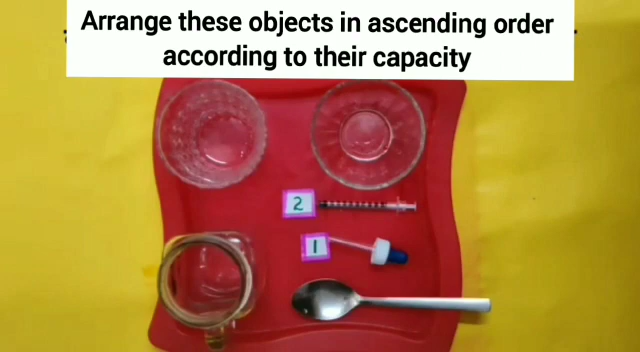 Arrange these objects in ascending order
according to their capacity
2
1